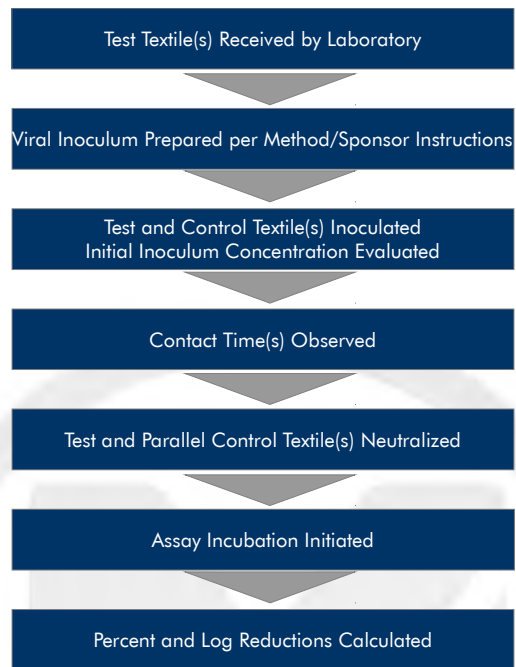 Test Textile(s) Received by Laboratory
Viral Inoculum Prepared per Method/Sponsor Instructions
Test and Control Textile(s) Inoculated
Initial Inoculum Concentration Evaluated
Contact Time(s) Observed
Test and Parallel Control Textile(s) Neutralized
Assay Incubation Initiated
Percent and Log Reductions Calculated